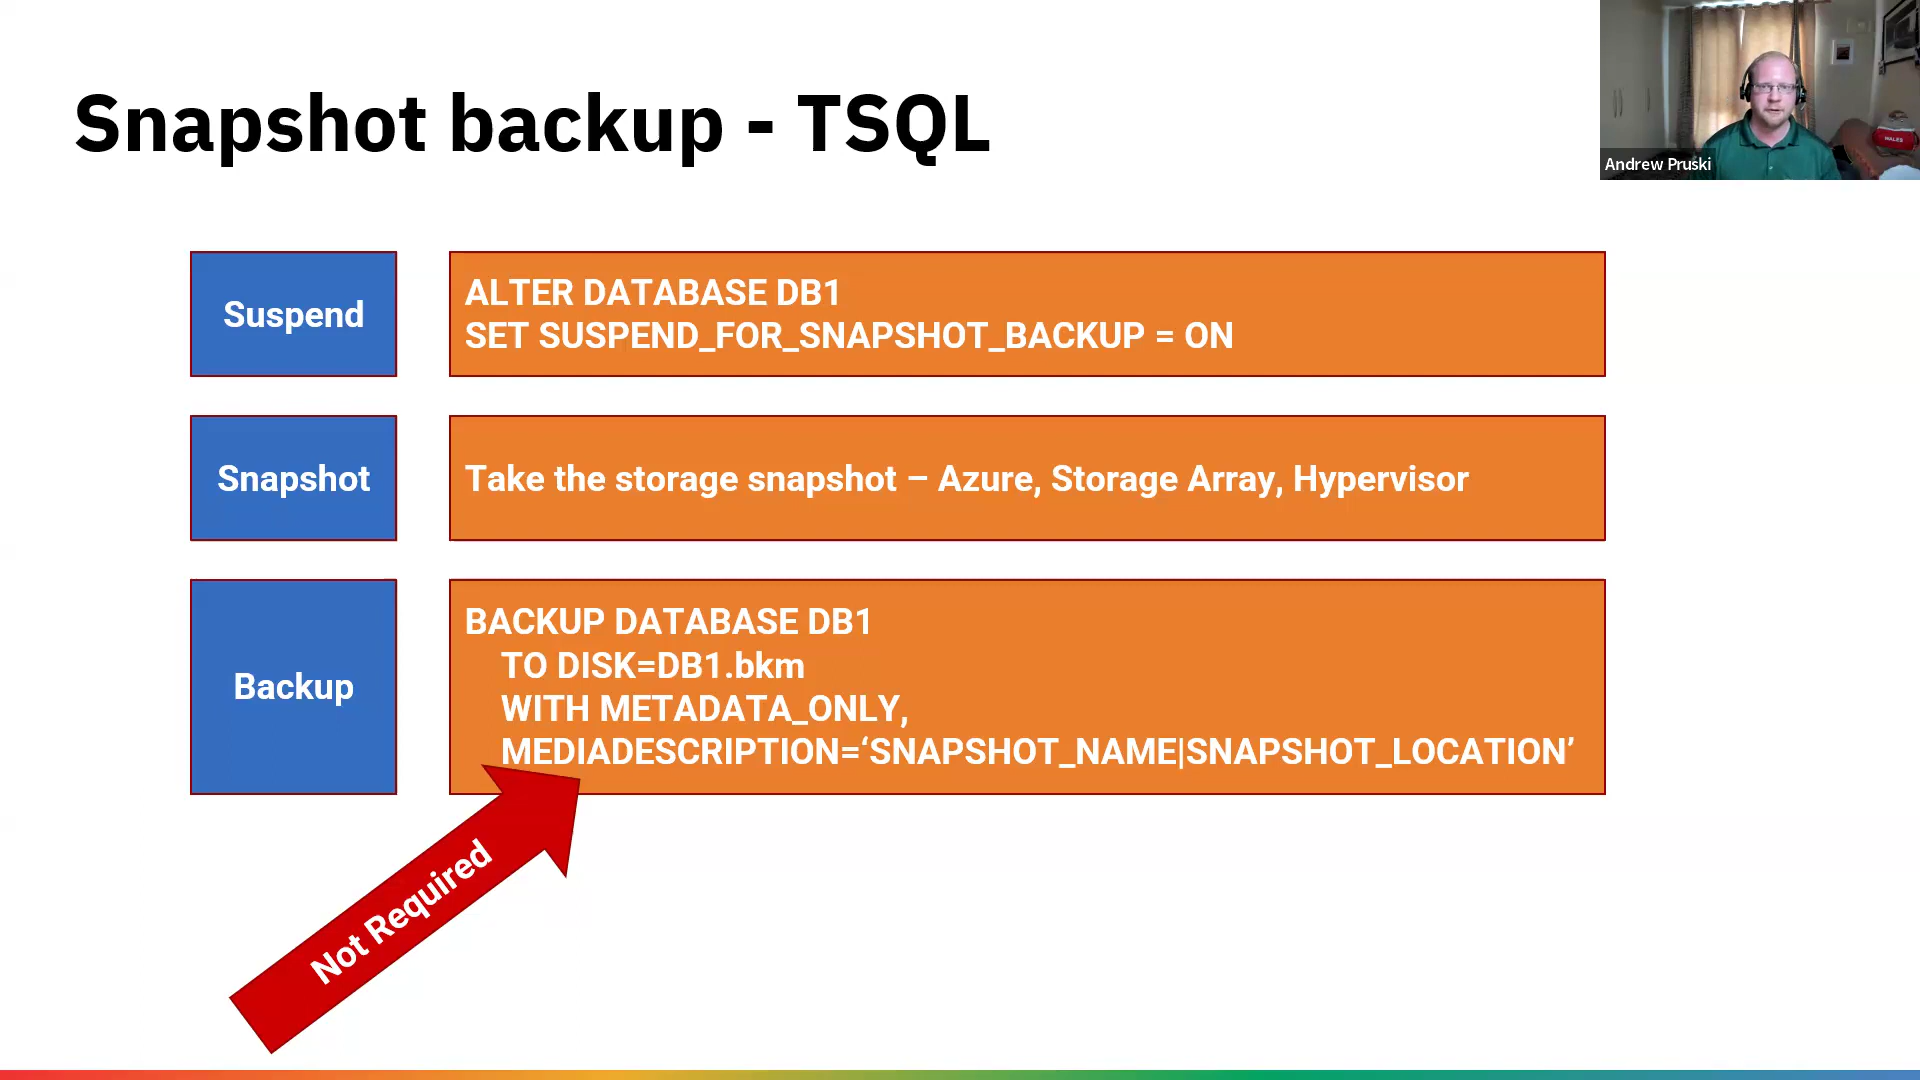 Snapshot backup - TSQL
Andrew Pruski
WALES
Suspend
ALTER DATABASE DB1
SET SUSPEND_FOR_SNAPSHOT_BACKUP = ON
Snapshot
Take the storage snapshot – Azure, Storage Array, Hypervisor
Backup
BACKUP DATABASE DB1
TO DISK=DB1.bkm
WITH METADATA_ONLY,
MEDIADESCRIPTION=‘SNAPSHOT_NAME|SNAPSHOT_LOCATION’
Not Required